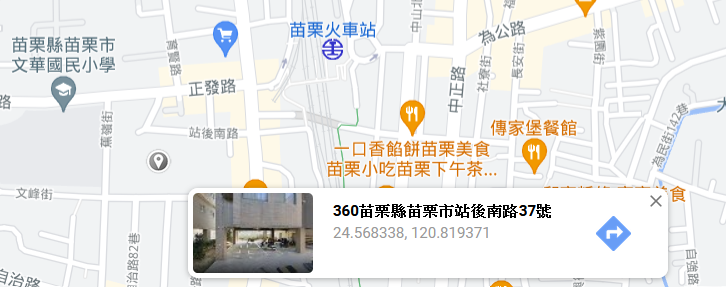 苗栗火車站
為公路
苗栗縣苗栗市
文華國民小學
正發路
中正路
社寮街
長安街
路
蕉嶺街
站後南路
為民街142巷
一口香餡餅苗栗美食
苗栗小吃苗栗下午茶...
傳家堡餐館
文峰街
360苗栗縣苗栗市站後南路37號
24.568338, 120.819371
自治路82巷
自治路
自強路